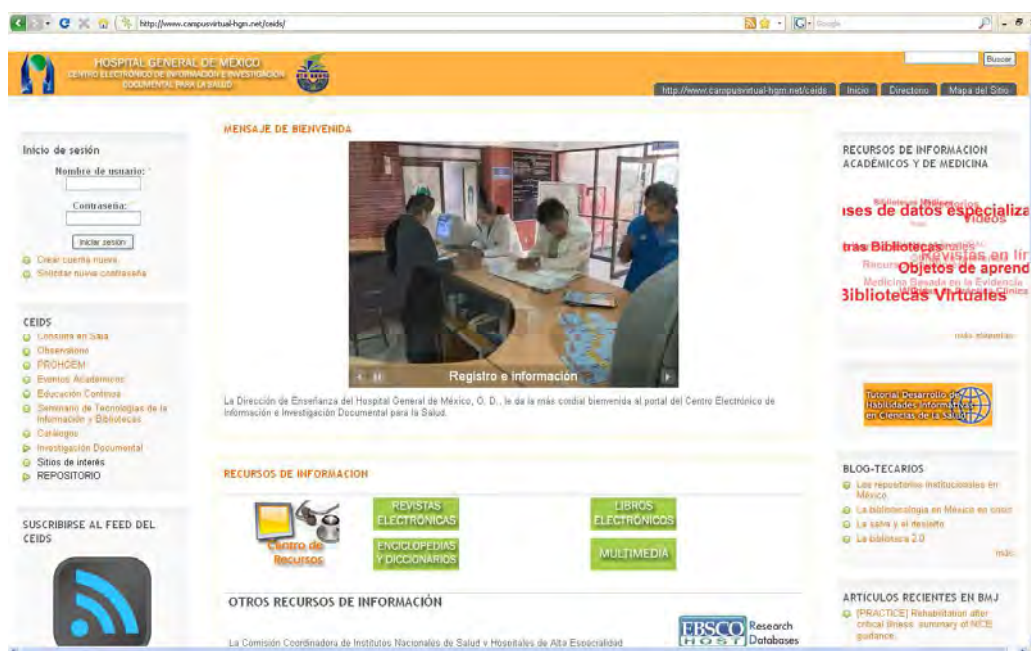 http://www.campusvirtual-hgm.net/ceids/
Google
HOSPITAL GENERAL DE MÉXICO
CENTRO ELECTRÓNICO DE INFORMACIÓN E INVESTIGACIÓN
DOCUMENTAL PARA LA SALUD
Buscar
http://www.campusvirtual-hgm.net/ceids
Inicio
Directorio
Mapa del Sitio
Inicio de sesión
Nombre de usuario: *
Contraseña:
Iniciar sesión
Crear cuenta nueva
Solicitar nueva contraseña
CEIDS
Consulta en Sala
Observatorio
PROHGEM
Eventos Académicos
Educación Continua
Seminario de Tecnologías de la
Información y Bibliotecas
Catálogos
Investigación Documental
Sitios de interés
REPOSITORIO
SUSCRIBIRSE AL FEED DEL
CEIDS
MENSAJE DE BIENVENIDA
Registro e Información
La Dirección de Enseñanza del Hospital General de México, O. D., le da la más cordial bienvenida al portal del Centro Electrónico de
Información e Investigación Documental para la Salud.
RECURSOS DE INFORMACION
Centro de
Recursos
REVISTAS
ELECTRÓNICAS
LIBROS
ELECTRÓNICOS
ENCICLOPEDIAS
Y DICCIONARIOS
MULTIMEDIA
OTROS RECURSOS DE INFORMACIÓN
La Comisión Coordinadora de Institutos Nacionales de Salud y Hospitales de Alta Especialidad
EBSCO
HOST
Research
Databases
RECURSOS DE INFORMACION
ACADÉMICOS Y DE MEDICINA
ases de datos especializa
Videos
tras Bibliotecas
Revistas en lín
Objetos de aprend
Medicina Basada en la Evidencia
Bibliotecas Virtuales
más etiquetas
Tutorial Desarrollo de
Habilidades Informativas
en Ciencias de la Salud
BLOG-TECARIOS
Los repositorios institucionales en
México
La bibliotecología en México en crisis
La salsa y el desierto
La biblioteca 2.0
más
ARTICULOS RECIENTES EN BMJ
[PRACTICE] Rehabilitation after
critical illness: summary of NICE
guidance.